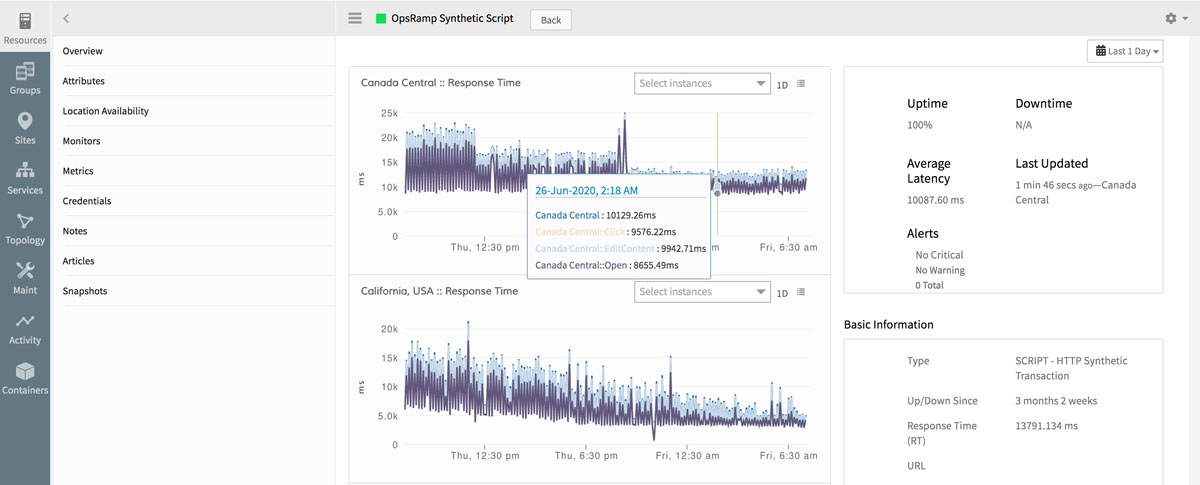 OpsRamp Synthetic Script
Back
Resources
Groups
Sites
Services
Topology
Maint
Activity
Containers
Overview
Attributes
Location Availability
Monitors
Metrics
Credentials
Notes
Articles
Snapshots
Last 1 Day
Canada Central :: Response Time
Select instances
1D
25k
20k
15k
10k
5.0k
0
ms
Thu, 12:30 pm
Fri, 6:30 am
26-Jun-2020, 2:18 AM
Canada Central : 10129.26ms
Canada Central::Click : 9576.22ms
Canada Central::EditContent : 9942.71ms
Canada Central::Open : 8655.49ms
California, USA :: Response Time
Select instances
1D
20k
15k
10k
5.0k
0
ms
Thu, 12:30 pm
Thu, 6:30 pm
Fri, 12:30 am
Fri, 6:30 am
Uptime
100%
Downtime
N/A
Average
Latency
10087.60 ms
Last Updated
1 min 46 secs ago—Canada
Central
Alerts
No Critical
No Warning
0 Total
Basic Information
Type
SCRIPT - HTTP Synthetic
Transaction
Up/Down Since
3 months 2 weeks
Response Time
(RT)
13791.134 ms
URL